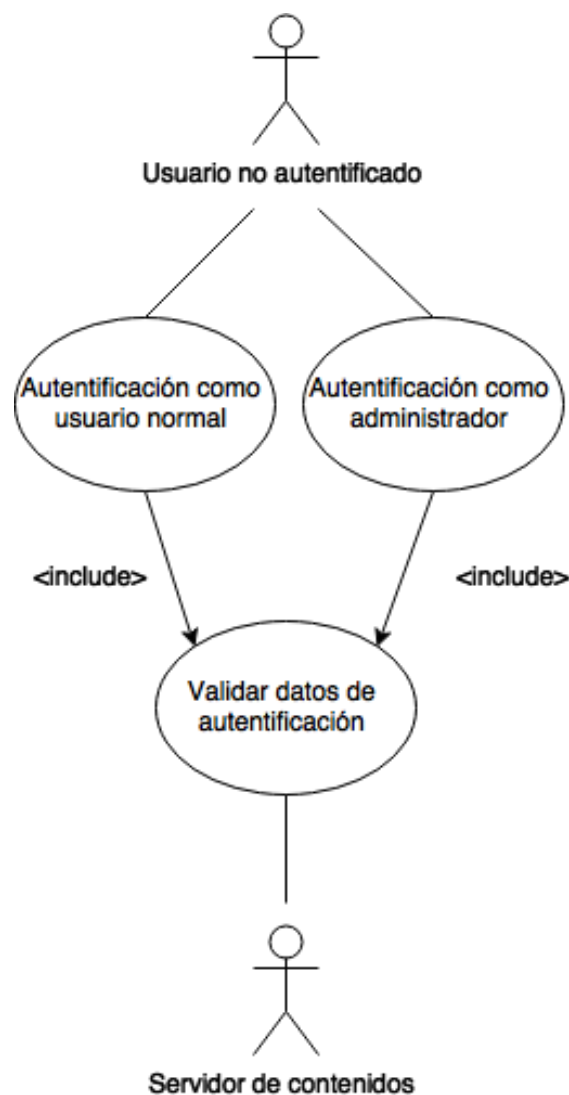 Usuario no autentificado
Autentificación como
usuario normal
Autentificación como
administrador
<include>
<include>
Validar datos de
autentificación
Servidor de contenidos